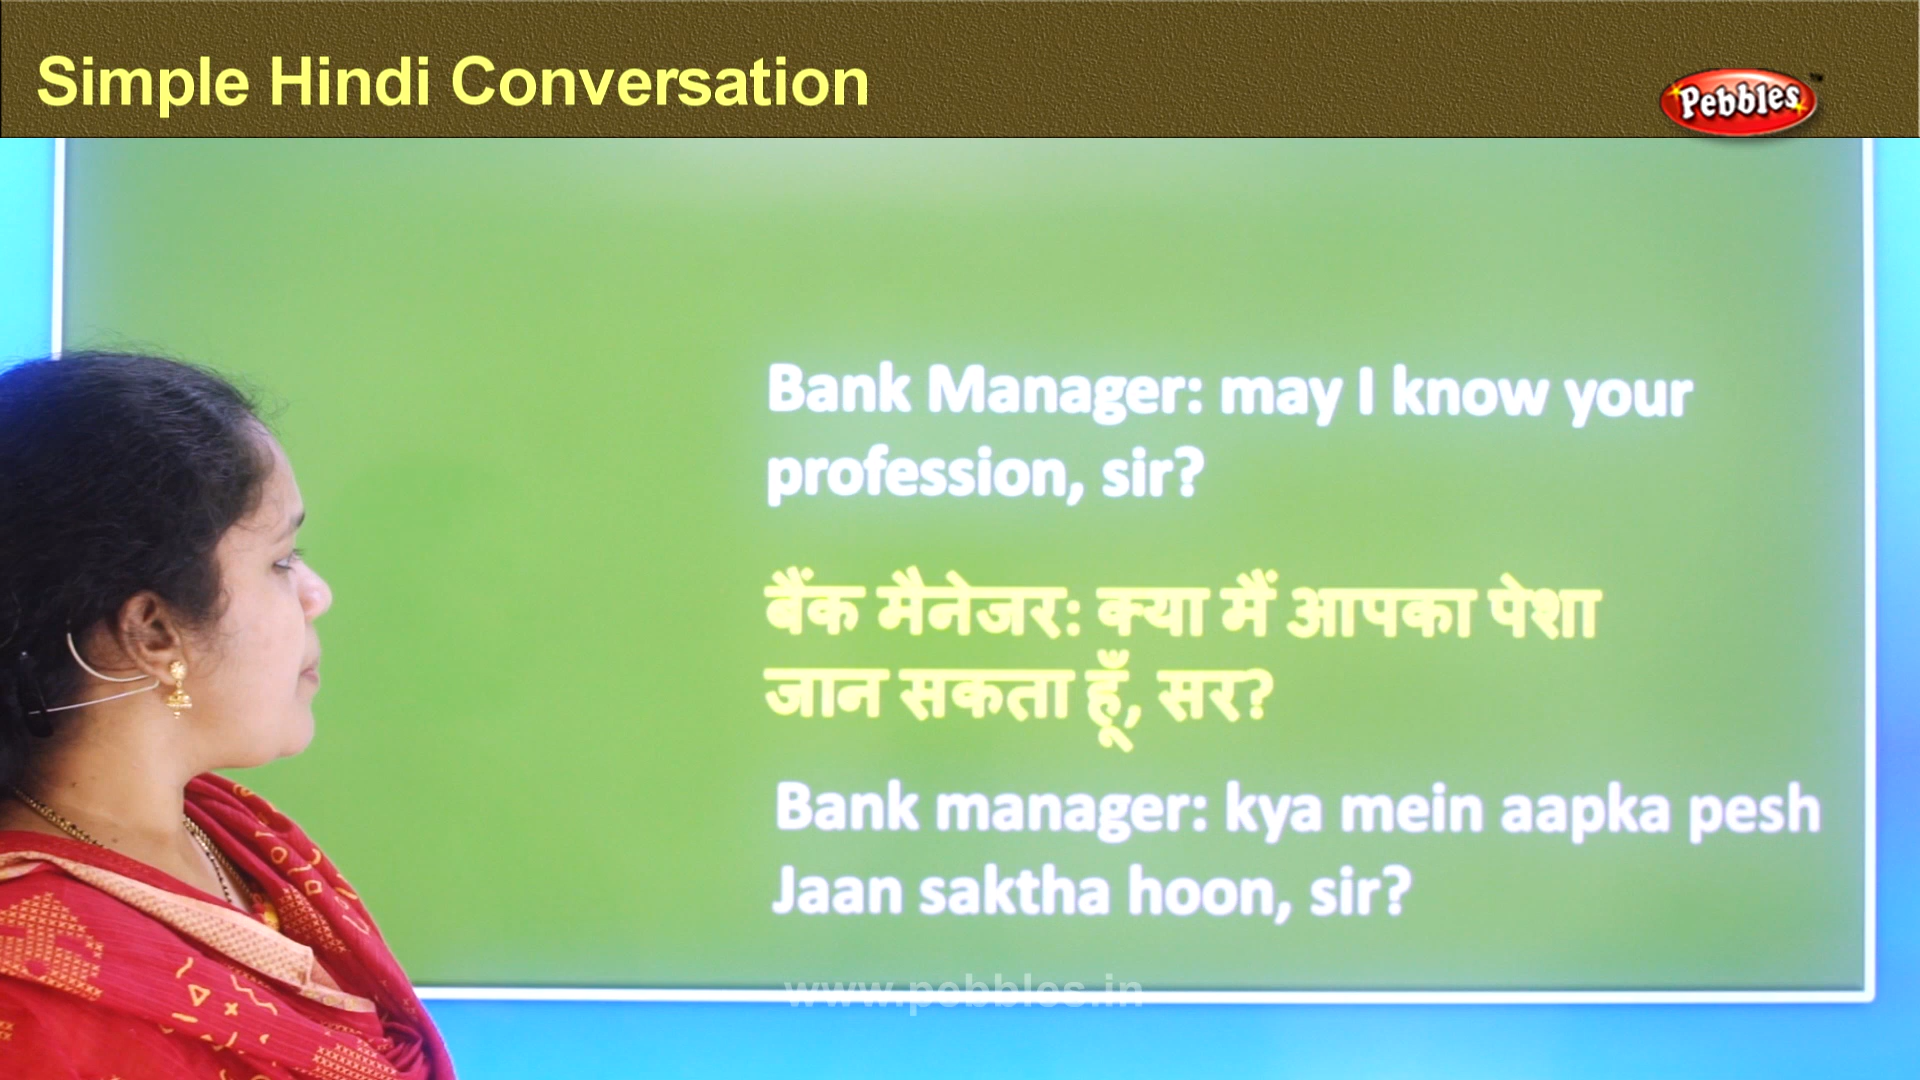 Simple Hindi Conversation
Pebbles
Bank Manager: may I know your
profession, sir?
बैंक मैनेजर: क्या मैं आपका पेशा
जान सकता हूँ, सर?
Bank manager: kya mein aapka pesh
Jaan saktha hoon, sir?
www.pebbles.in